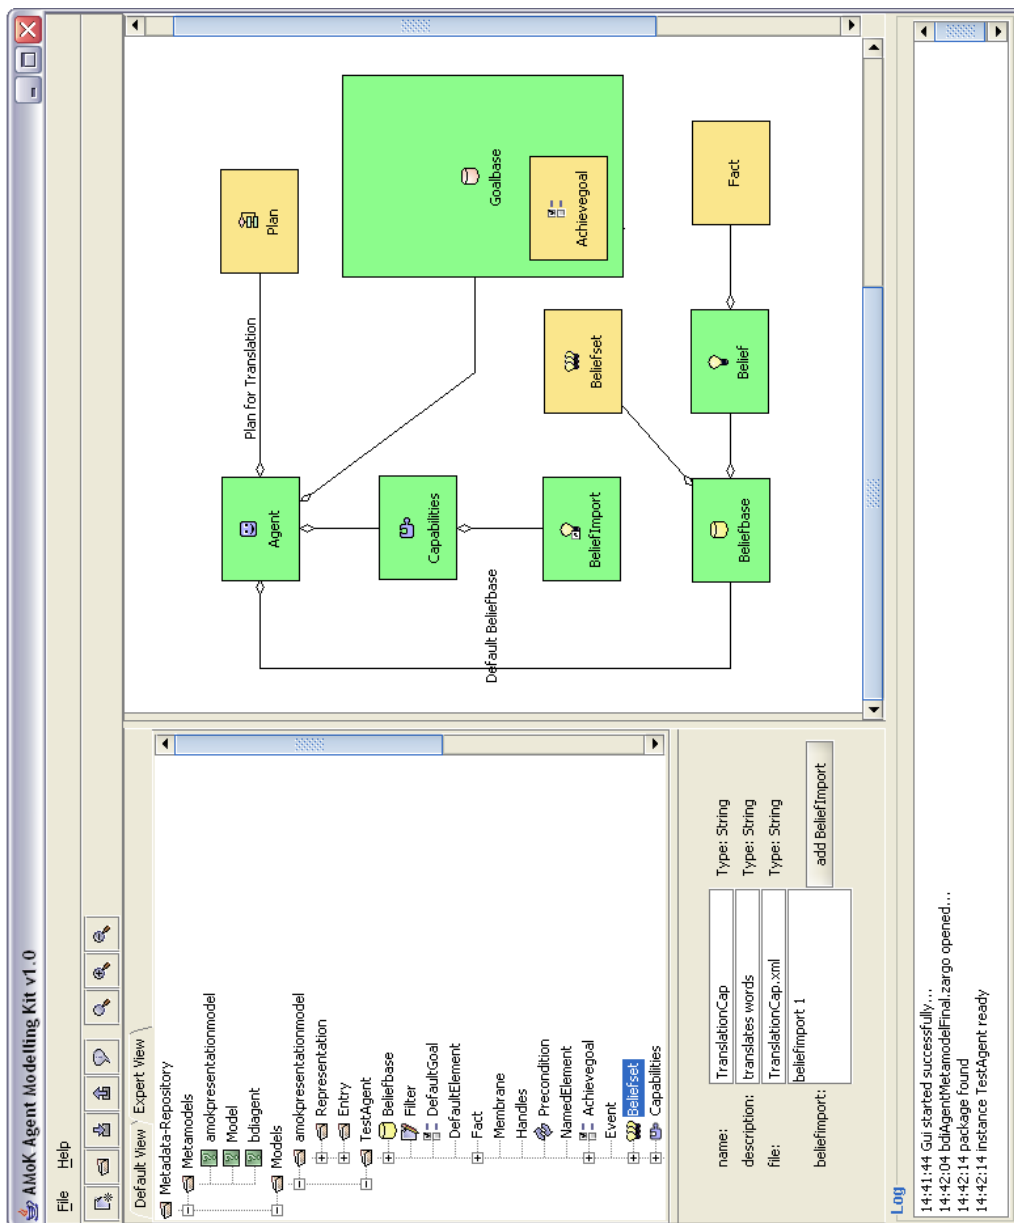 AMoK Agent Modelling Kit v1.0
File Help
Default View Expert View
Metadata-Repository
Metamodels
amokpresentationmodel
Model
bdiagent
Models
amokpresentationmodel
Representation
Entry
TestAgent
Beliefbase
Filter
DefaultGoal
DefaultElement
Fact
Membrane
Handles
Precondition
NamedElement
Achievegoal
Event
Beliefset
Capabilities
name: TranslationCap Type: String
description: translates words Type: String
file: TranslationCap.xml Type: String
beliefimport: beliefimport 1 add BeliefImport
Plan for Translation
Plan
Agent
Goalbase
Achievegoal
Capabilities
Beliefset
BeliefImport
Default Beliefbase
Beliefbase
Belief
Fact
Log
14:41:44 Gui started successfully...
14:42:04 bdiAgentMetamodelFinal.zargo opened...
14:42:14 package found
14:42:14 instance TestAgent ready